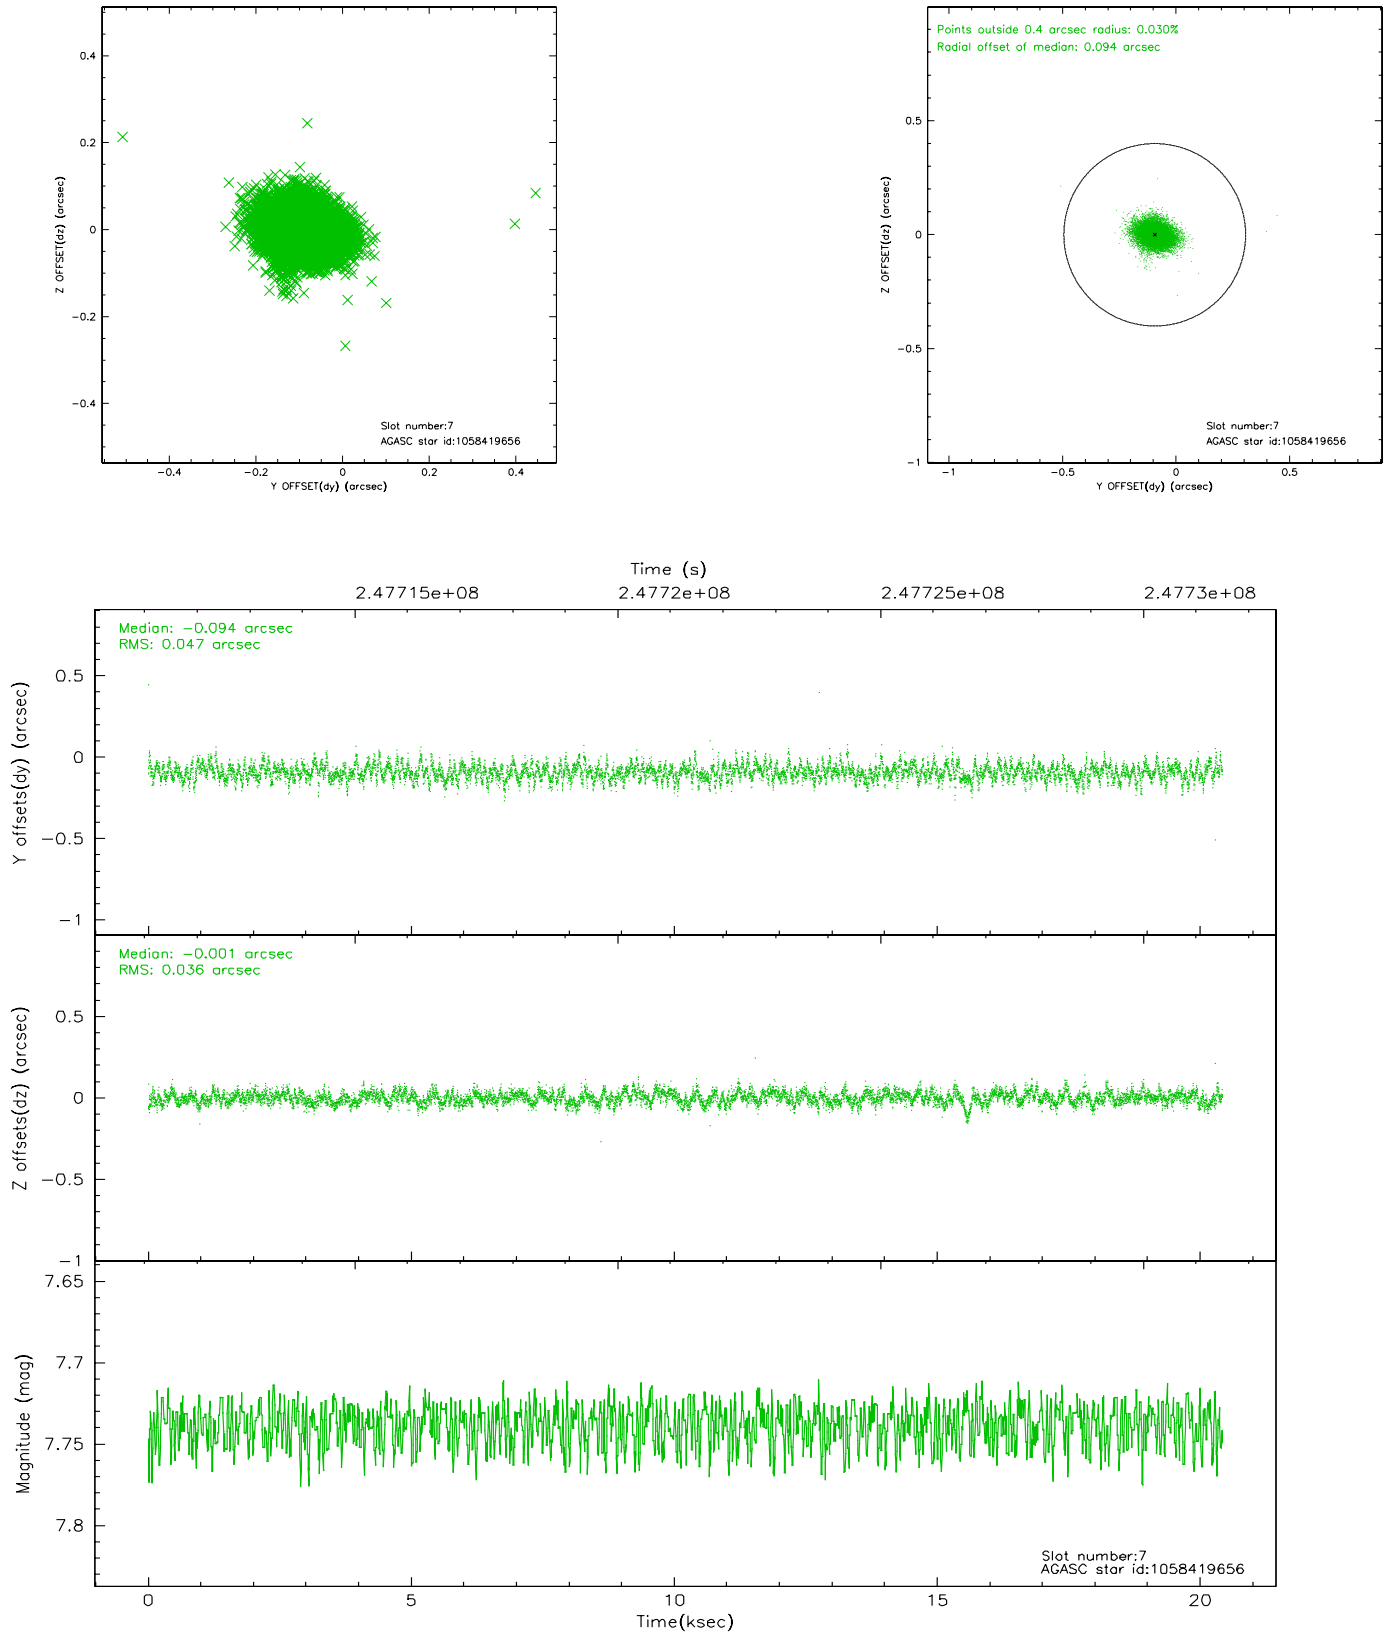 0.4
0.2
0
−0.2
−0.4
Z OFFSET(dz) (arcsec)
Slot number:7
AGASC star id:1058419656
−0.4
−0.2
0
0.2
0.4
Y OFFSET(dy) (arcsec)
Points outside 0.4 arcsec radius: 0.030%
Radial offset of median: 0.094 arcsec
0.5
0
−0.5
−1
Z OFFSET(dz) (arcsec)
Slot number:7
AGASC star id:1058419656
−1
−0.5
0
0.5
Y OFFSET(dy) (arcsec)
Time (s)
2.47715e+08
2.4772e+08
2.47725e+08
2.4773e+08
Median: −0.094 arcsec
RMS: 0.047 arcsec
0.5
0
−0.5
−1
Y offsets(dy) (arcsec)
Median: −0.001 arcsec
RMS: 0.036 arcsec
0.5
0
−0.5
−1
Z offsets(dz) (arcsec)
7.65
7.7
7.75
7.8
Magnitude (mag)
Slot number:7
AGASC star id:1058419656
0
5
10
15
20
Time(ksec)